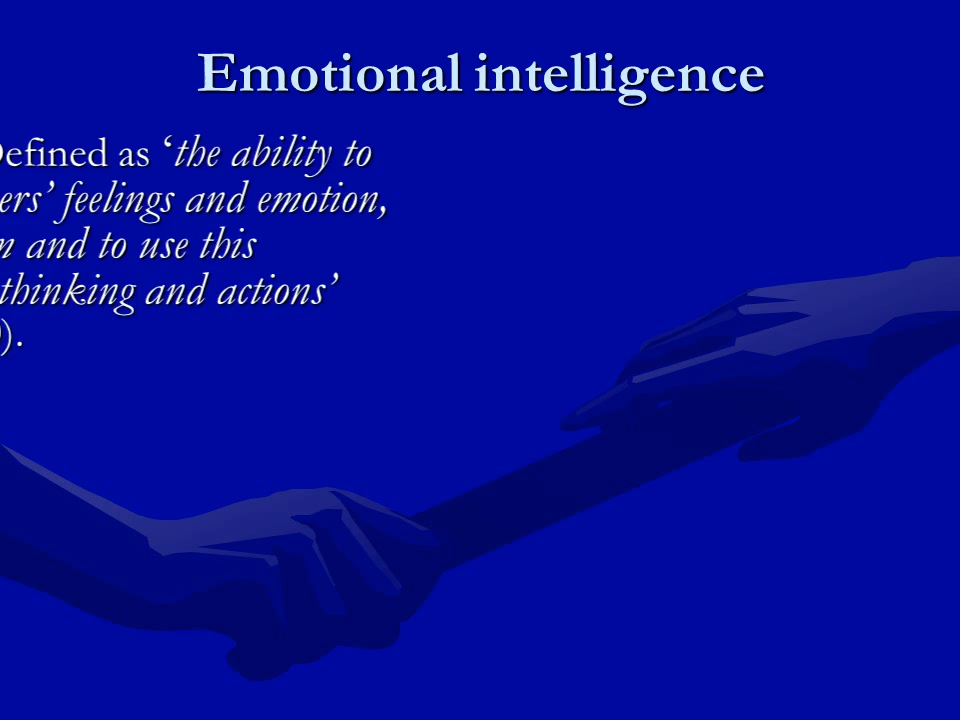 Emotional intelligence
Defined as ‘the ability to
ers’ feelings and emotion,
and to use this
thinking and actions’
).